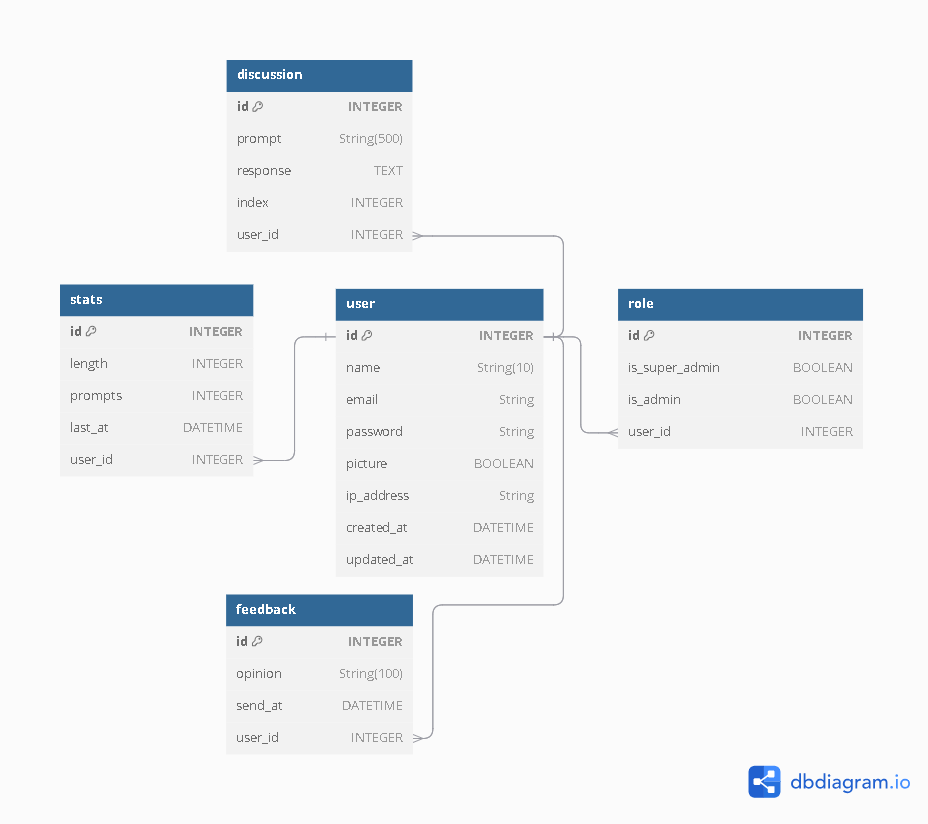 discussion
id INTEGER
prompt String(500)
response TEXT
index INTEGER
user_id INTEGER
stats
id INTEGER
length INTEGER
prompts INTEGER
last_at DATETIME
user_id INTEGER
user
id INTEGER
name String(10)
email String
password String
picture BOOLEAN
ip_address String
created_at DATETIME
updated_at DATETIME
role
id INTEGER
is_super_admin BOOLEAN
is_admin BOOLEAN
user_id INTEGER
feedback
id INTEGER
opinion String(100)
send_at DATETIME
user_id INTEGER
dbdiagram.io